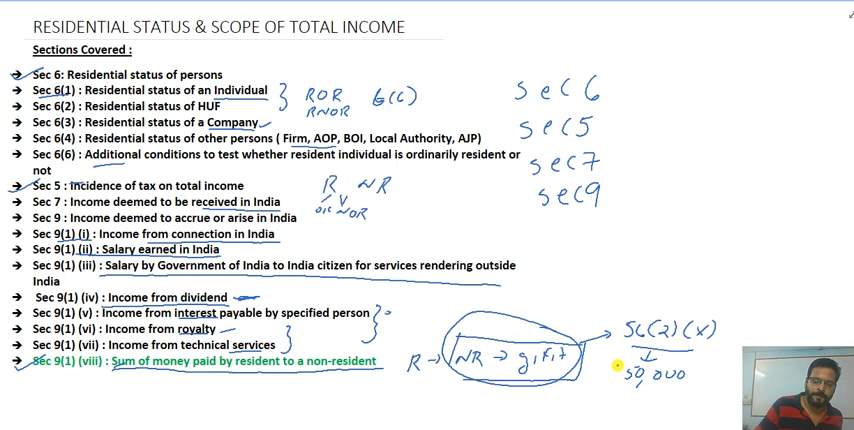 RESIDENTIAL STATUS & SCOPE OF TOTAL INCOME
Sections Covered :
➔ Sec 6: Residential status of persons
➔ Sec 6(1) : Residential status of an Individual
➔ Sec 6(2) : Residential status of HUF
➔ Sec 6(3) : Residential status of a Company
➔ Sec 6(4) : Residential status of other persons ( Firm, AOP, BOI, Local Authority, AJP)
➔ Sec 6(6) : Additional conditions to test whether resident individual is ordinarily resident or
not
➔ Sec 5 : Incidence of tax on total income
➔ Sec 7 : Income deemed to be received in India
➔ Sec 9 : Income deemed to accrue or arise in India
➔ Sec 9(1) (i) : Income from connection in India
➔ Sec 9(1) (ii) : Salary earned in India
➔ Sec 9(1) (iii) : Salary by Government of India to India citizen for services rendering outside
India
➔ Sec 9(1) (iv) : Income from dividend
➔ Sec 9(1) (v) : Income from interest payable by specified person
➔ Sec 9(1) (vi) : Income from royalty
➔ Sec 9(1) (vii) : Income from technical services
➔ Sec 9(1) (viii) : Sum of money paid by resident to a non-resident
ROR
RNOR
6(6)
R NR
OR NOR
Sec 6
Sec 5
Sec 7
Sec 9
R → NR → gift
56(2)(x)
50,000